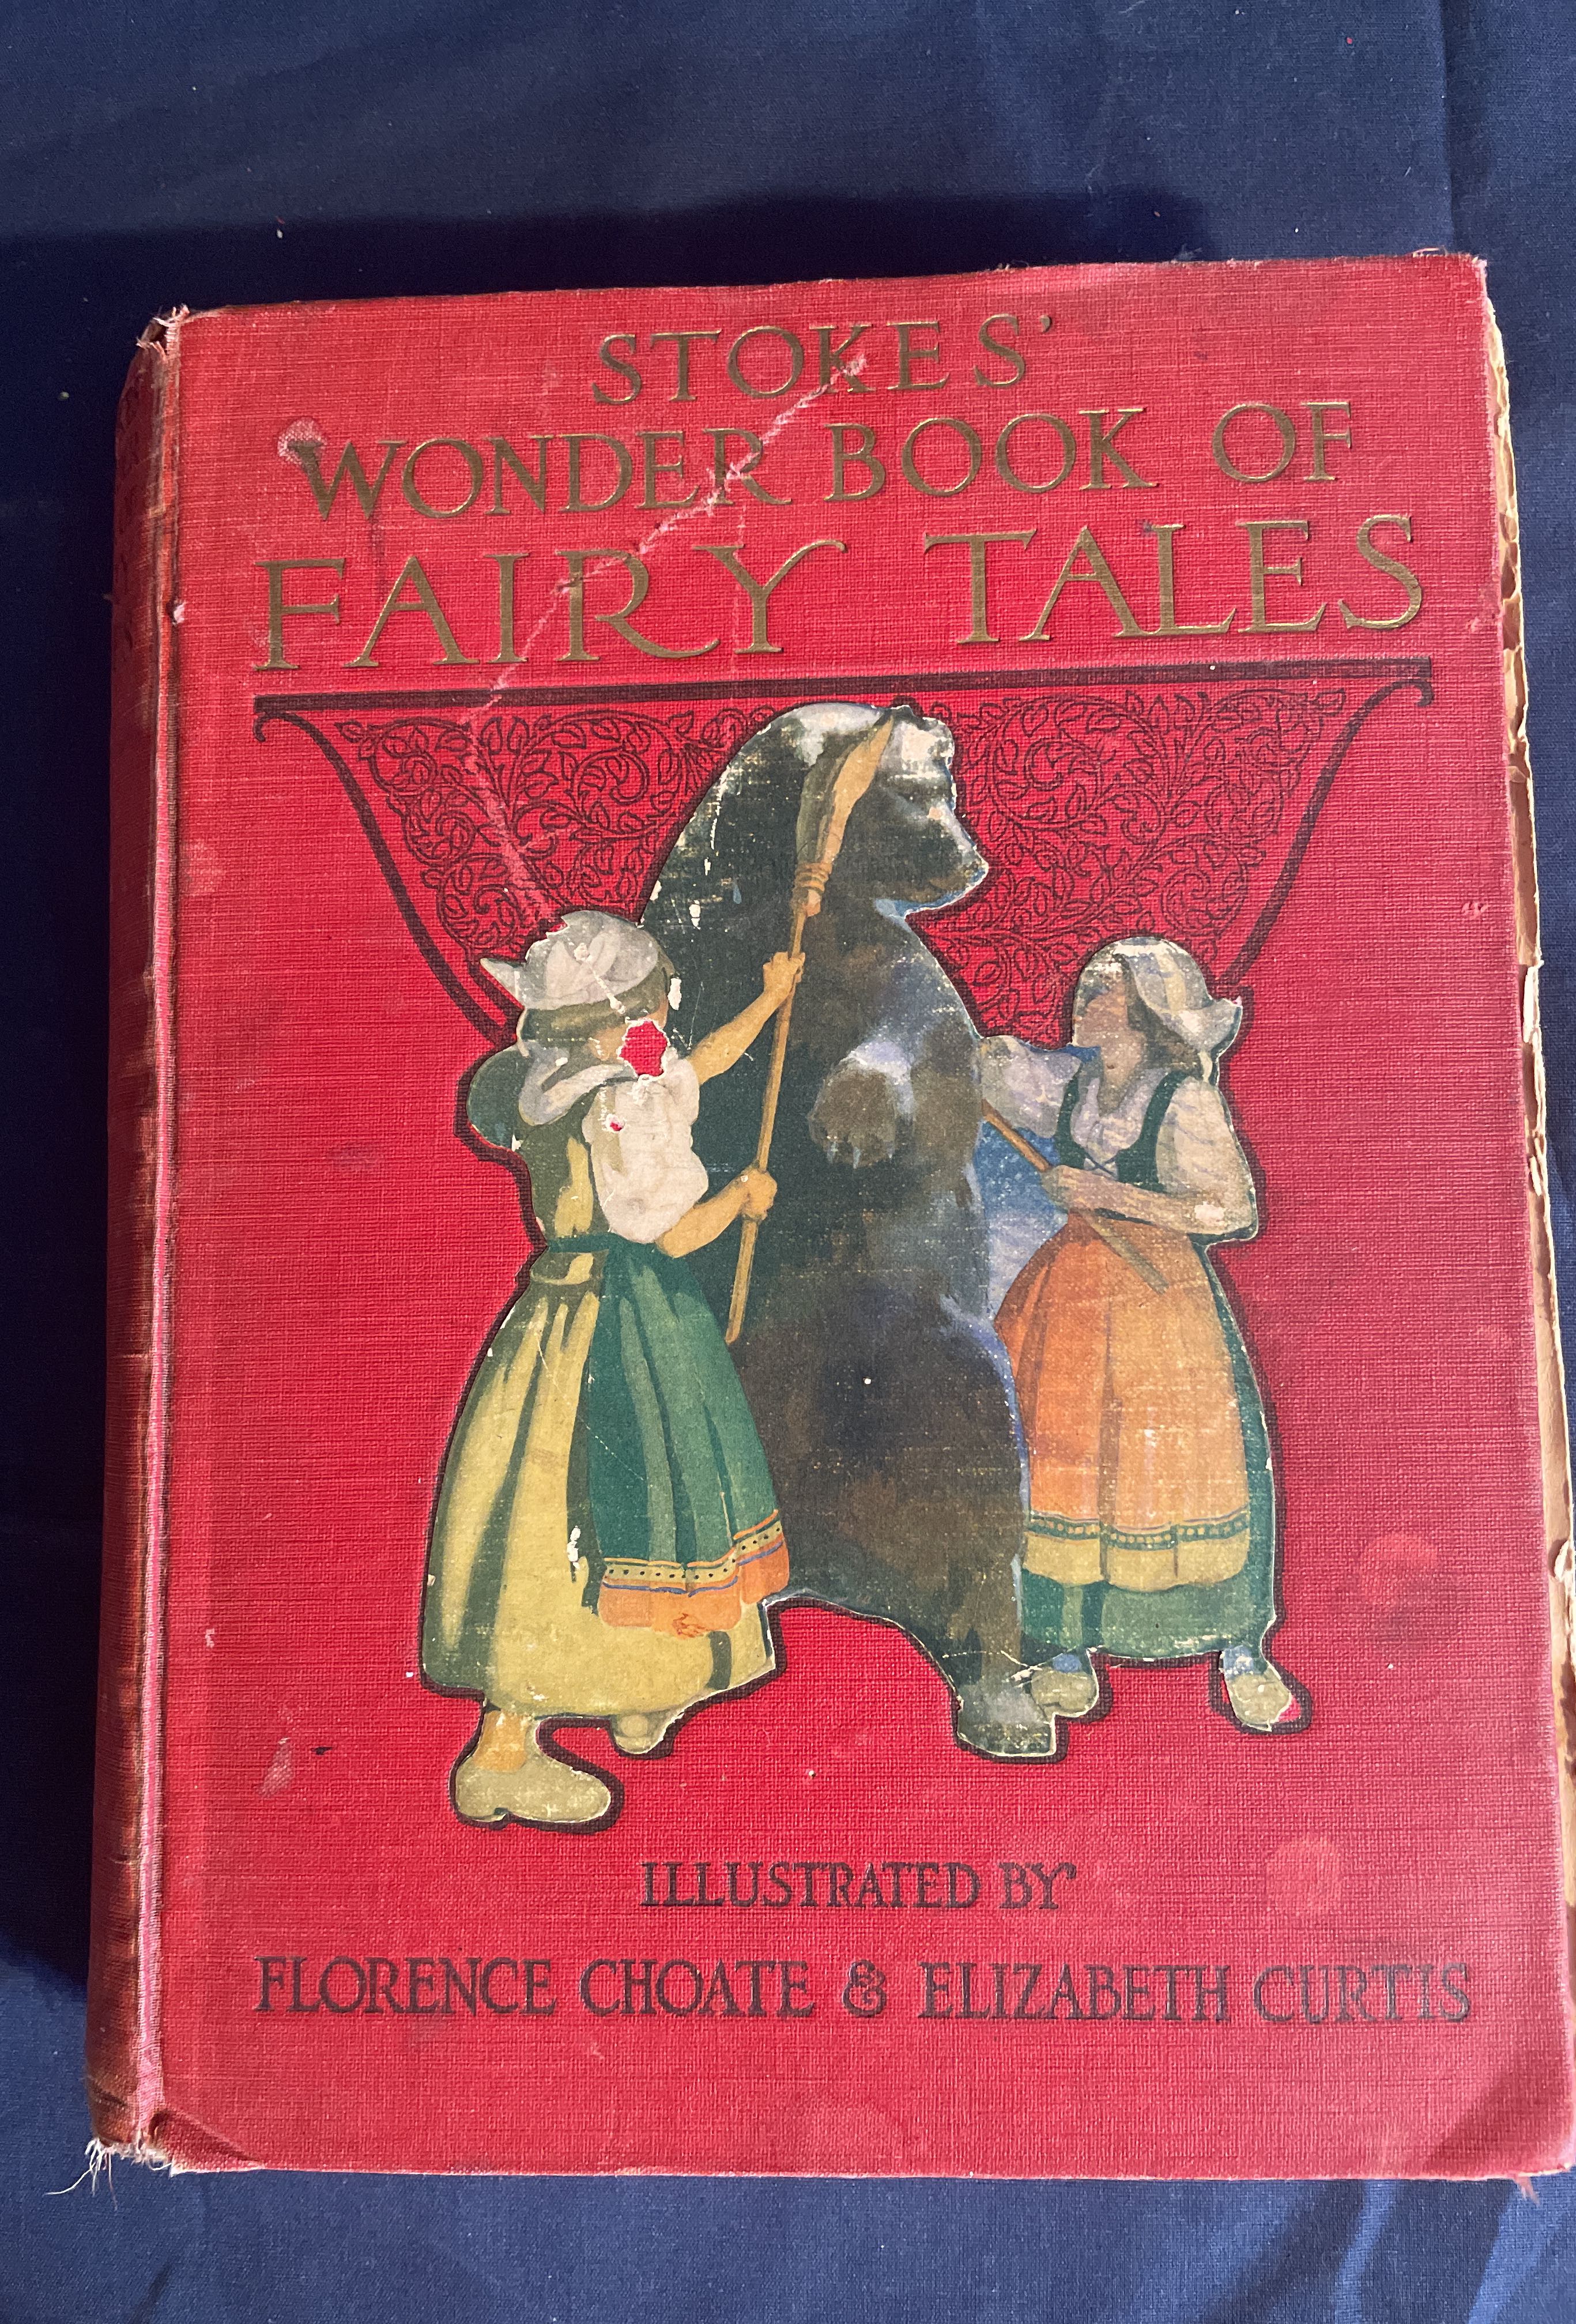 STOKES'
WONDER BOOK OF
FAIRY TALES
ILLUSTRATED BY
FLORENCE CHOATE & ELIZABETH CURTIS